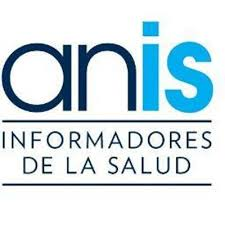 anis
INFORMADORES
DE LA SALUD